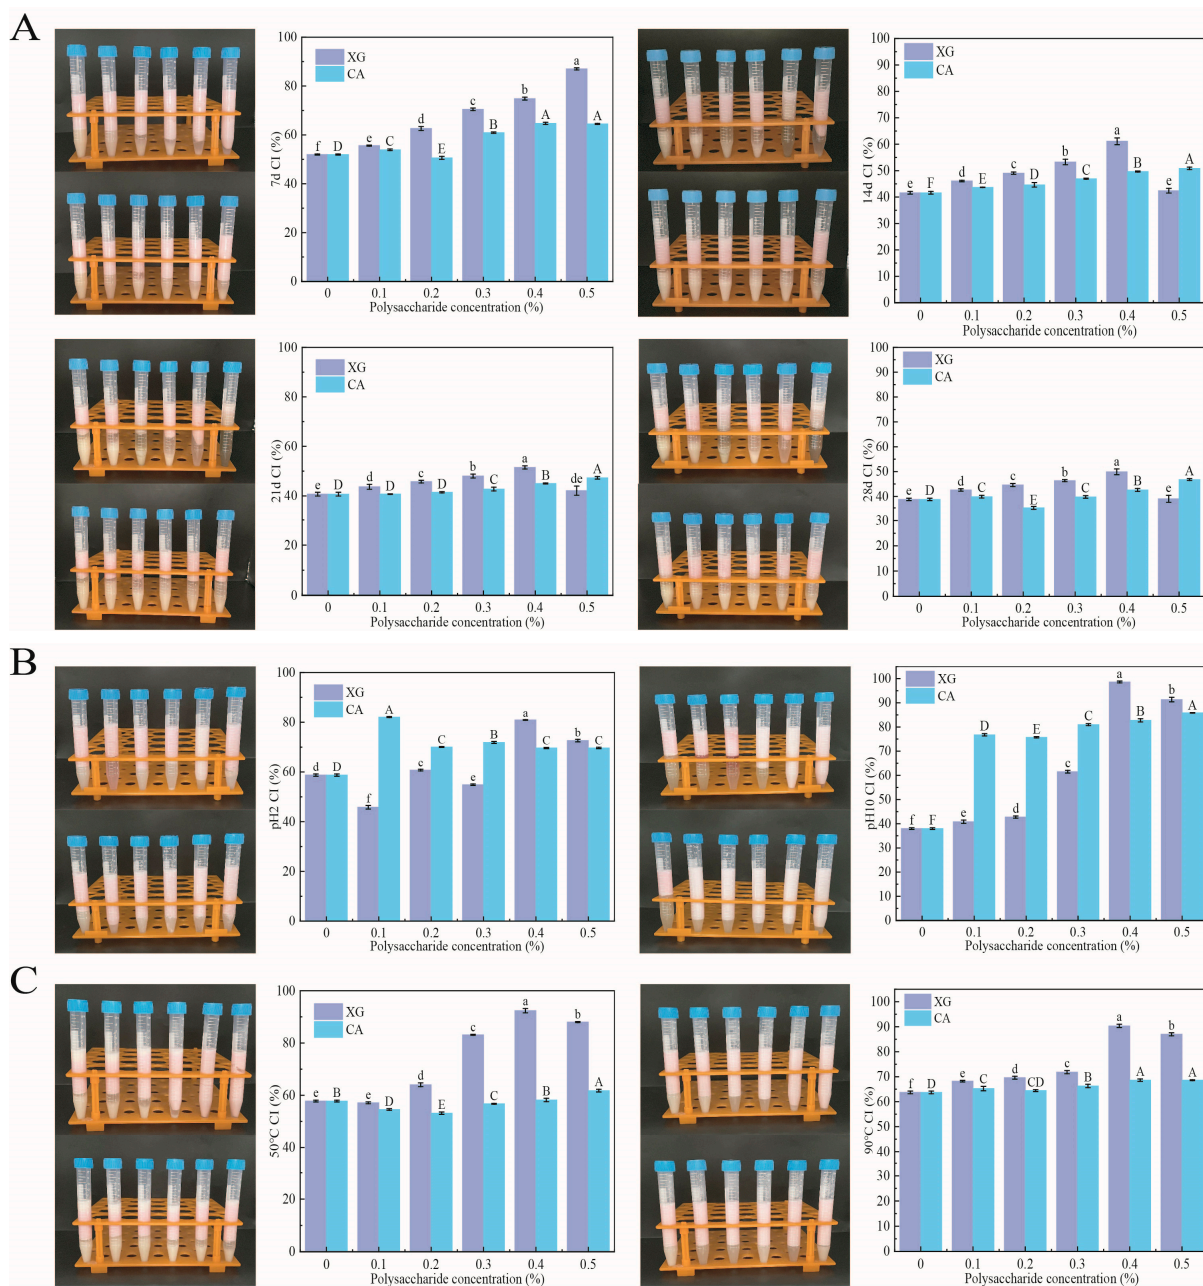 A
100
80
60
40
20
0
7d CI (%)
XG
CA
f D e C d E c B b A a A
0 0.1 0.2 0.3 0.4 0.5
Polysaccharide concentration (%)
100
90
80
70
60
50
40
30
20
10
0
14d CI (%)
XG
CA
e F d E c D b C a B e A
0 0.1 0.2 0.3 0.4 0.5
Polysaccharide concentration (%)
100
80
60
40
20
0
21d CI (%)
XG
CA
e D d D c D b C a B de A
0 0.1 0.2 0.3 0.4 0.5
Polysaccharide concentration (%)
100
90
80
70
60
50
40
30
20
10
0
28d CI (%)
XG
CA
e D d C c E b C a B e A
0 0.1 0.2 0.3 0.4 0.5
Polysaccharide concentration (%)
B
100
80
60
40
20
0
pH2 CI (%)
XG
CA
d D f A c C e B a C b C
0 0.1 0.2 0.3 0.4 0.5
Polysaccharide concentration (%)
100
90
80
70
60
50
40
30
20
10
0
pH10 CI (%)
XG
CA
f F e D d E c C a B b A
0 0.1 0.2 0.3 0.4 0.5
Polysaccharide concentration (%)
C
100
80
60
40
20
0
50°C CI (%)
XG
CA
e B e D d E c C a B b A
0 0.1 0.2 0.3 0.4 0.5
Polysaccharide concentration (%)
100
90
80
70
60
50
40
30
20
10
0
90°C CI (%)
XG
CA
f D e C d CD c B a A b A
0 0.1 0.2 0.3 0.4 0.5
Polysaccharide concentration (%)